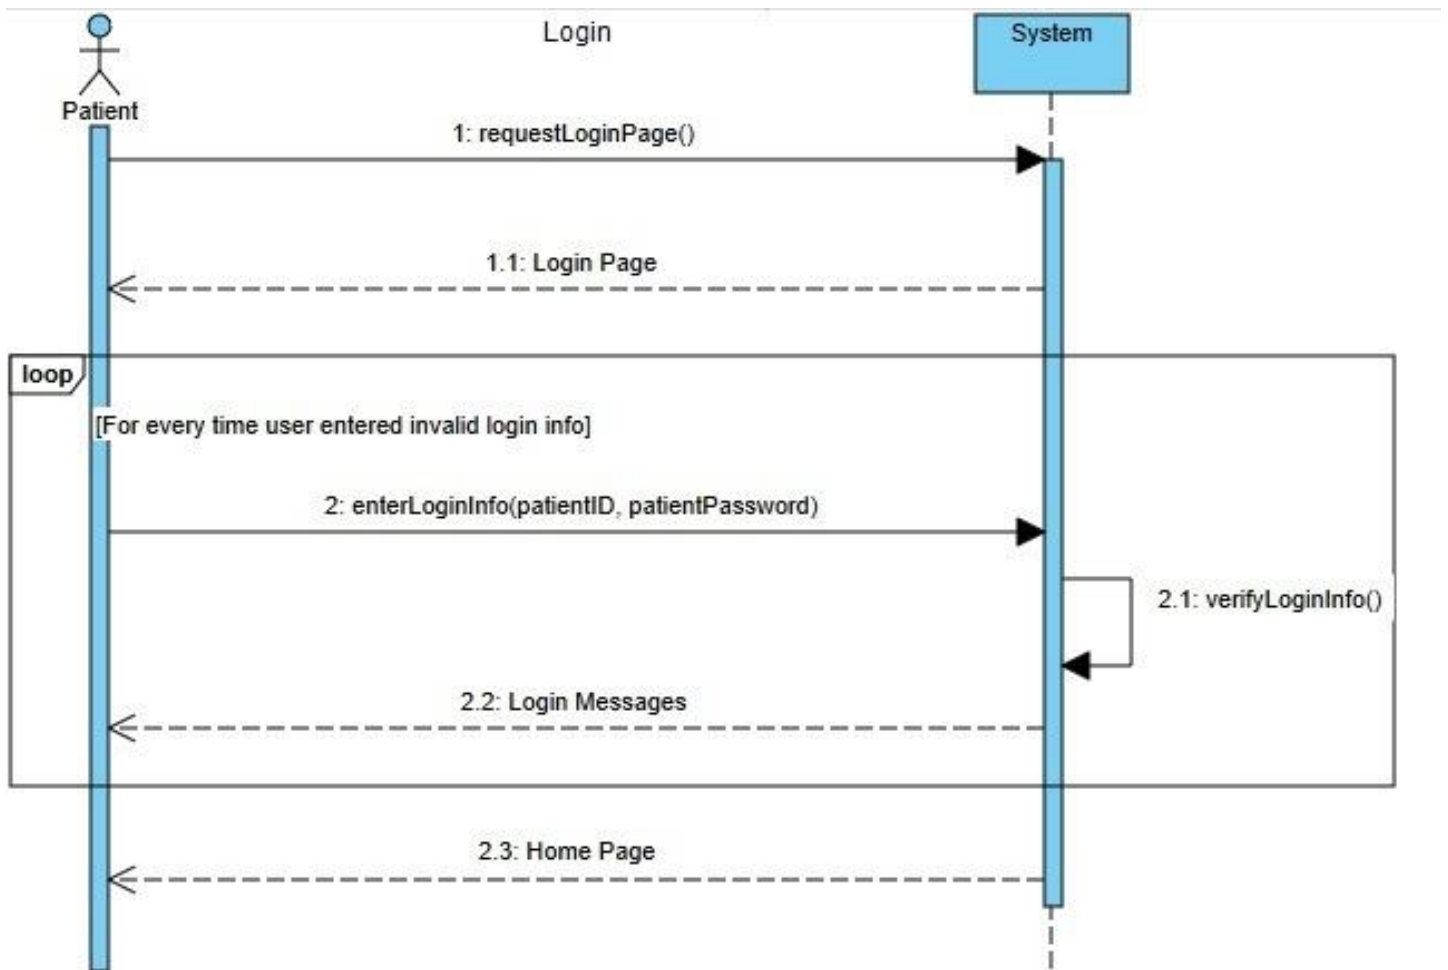 Login
System
Patient
1: requestLoginPage()
1.1: Login Page
loop
[For every time user entered invalid login info]
2: enterLoginInfo(patientID, patientPassword)
2.1: verifyLoginInfo()
2.2: Login Messages
2.3: Home Page